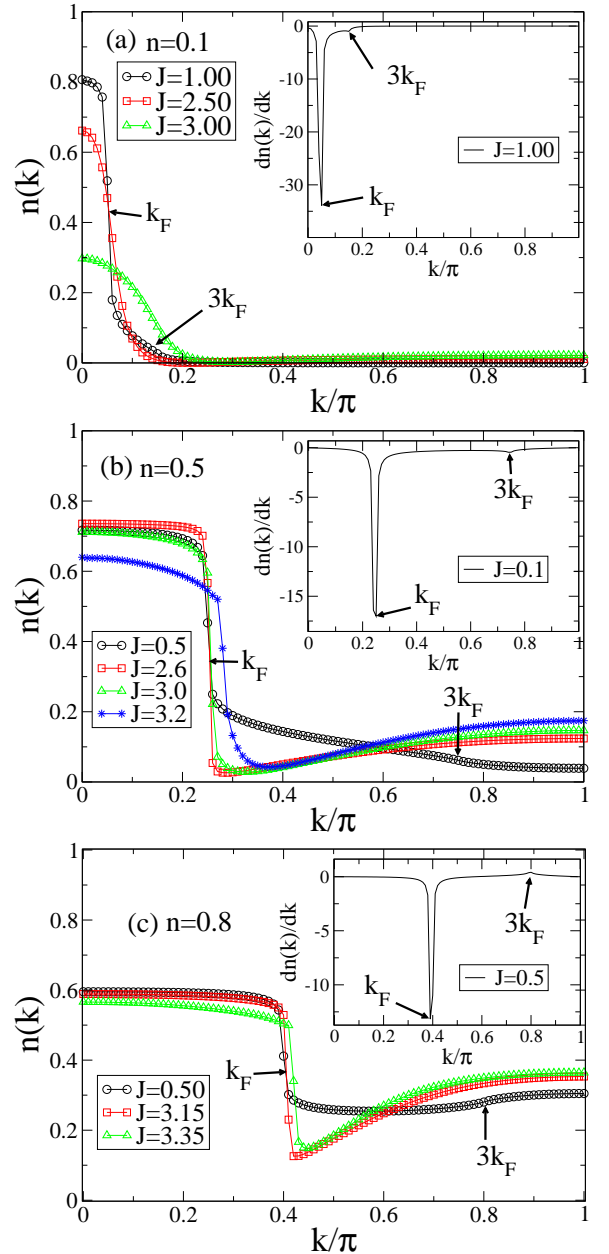 (a) n=0.1
J=1.00
J=2.50
J=3.00
n(k)
1
0.8
0.6
0.4
0.2
0
k_F
3k_F
0 0.2 0.4 0.6 0.8 1
k/π
dn(k)/dk
0
-10
-20
-30
3k_F
k_F
J=1.00
0 0.2 0.4 0.6 0.8 1
k/π
(b) n=0.5
J=0.5
J=2.6
J=3.0
J=3.2
n(k)
1
0.8
0.6
0.4
0.2
0
k_F
3k_F
0 0.2 0.4 0.6 0.8 1
k/π
dn(k)/dk
0
-5
-10
-15
3k_F
k_F
J=0.1
0 0.2 0.4 0.6 0.8 1
k/π
(c) n=0.8
J=0.50
J=3.15
J=3.35
n(k)
1
0.8
0.6
0.4
0.2
0
k_F
3k_F
0 0.2 0.4 0.6 0.8 1
k/π
dn(k)/dk
0
-5
-10
3k_F
k_F
J=0.5
0 0.2 0.4 0.6 0.8 1
k/π